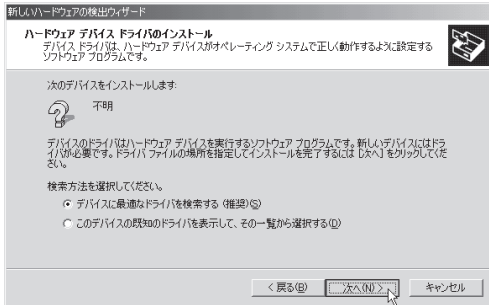 新しいハードウェアの検出ウィザード
ハードウェア デバイス ドライバのインストール
デバイス ドライバは、ハードウェア デバイスがオペレーティング システムで正しく動作するように設定する
ソフトウェア プログラムです。
次のデバイスをインストールします:
不明
デバイスのドライバはハードウェア デバイスを実行するソフトウェア プログラムです。新しいデバイスにはドラ
イバが必要です。ドライバ ファイルの場所を指定してインストールを完了するには [次へ] をクリックしてくだ
さい。
検索方法を選択してください。
デバイスに最適なドライバを検索する (推奨)(S)
このデバイスの既知のドライバを表示して、その一覧から選択する(D)
< 戻る(B)
次へ(N) >
キャンセル